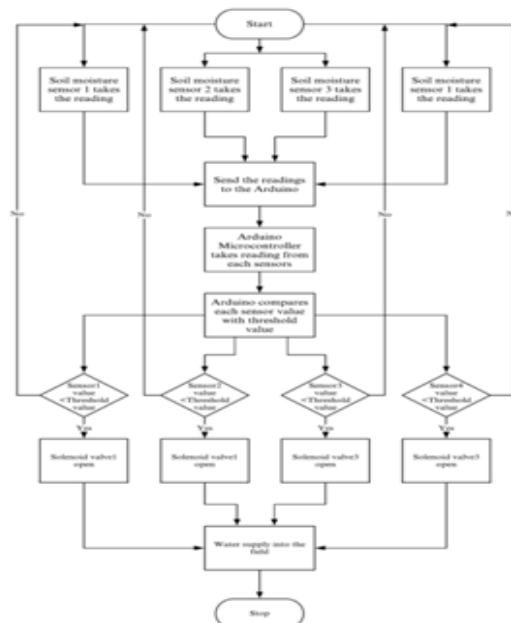 Start
Soil moisture
sensor 1 takes
the reading
Soil moisture
sensor 2 takes
the reading
Soil moisture
sensor 3 takes
the reading
Soil moisture
sensor 1 takes
the reading
Send the readings
to the Arduino
No
No
No
Arduino
Microcontroller
takes reading from
each sensors
Arduino compares
each sensor value
with threshold
value
Sensor1
value
<Threshold
value
Sensor2
value
<Threshold
value
Sensor3
value
<Threshold
value
Sensor4
value
<Threshold
value
Yes
Yes
Yes
Yes
Solenoid valve1
open
Solenoid valve1
open
Solenoid valve3
open
Solenoid valve3
open
Water supply into the
field
Stop